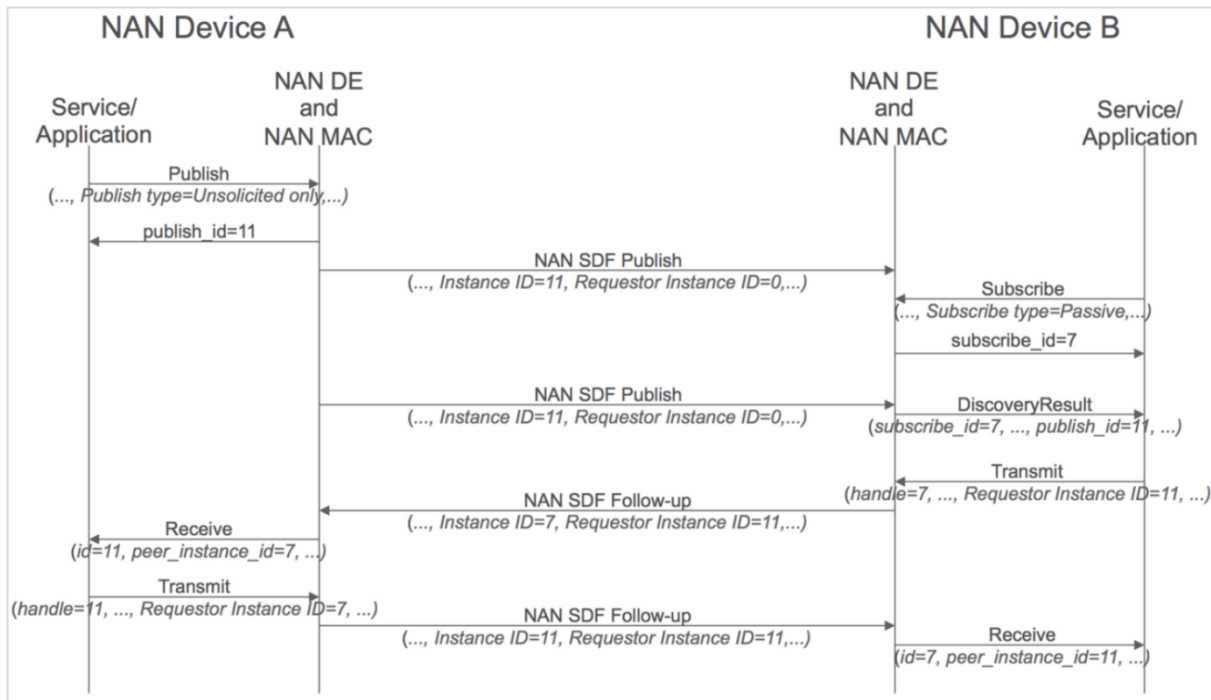 NAN Device A
NAN Device B
Service/
Application
NAN DE
and
NAN MAC
NAN DE
and
NAN MAC
Service/
Application
Publish
(..., Publish type=Unsolicited only,...)
publish_id=11
NAN SDF Publish
(..., Instance ID=11, Requestor Instance ID=0,...)
Subscribe
(..., Subscribe type=Passive,...)
subscribe_id=7
NAN SDF Publish
(..., Instance ID=11, Requestor Instance ID=0,...)
DiscoveryResult
(subscribe_id=7, ..., publish_id=11, ...)
Transmit
(handle=7, ..., Requestor Instance ID=11, ...)
NAN SDF Follow-up
(..., Instance ID=7, Requestor Instance ID=11,...)
Receive
(id=11, peer_instance_id=7, ...)
Transmit
(handle=11, ..., Requestor Instance ID=7, ...)
NAN SDF Follow-up
(..., Instance ID=11, Requestor Instance ID=11,...)
Receive
(id=7, peer_instance_id=11, ...)